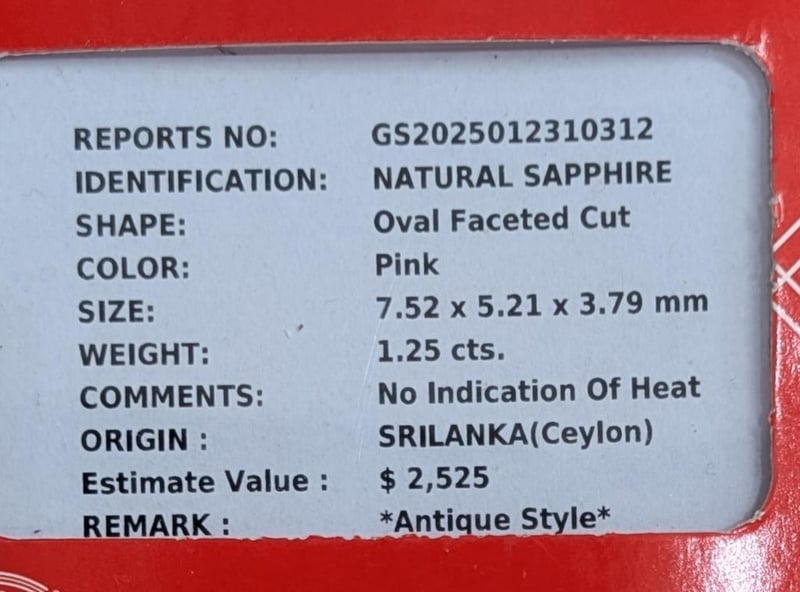 REPORTS NO: GS2025012310312
IDENTIFICATION: NATURAL SAPPHIRE
SHAPE: Oval Faceted Cut
COLOR: Pink
SIZE: 7.52 x 5.21 x 3.79 mm
WEIGHT: 1.25 cts.
COMMENTS: No Indication Of Heat
ORIGIN : SRILANKA(Ceylon)
Estimate Value : $ 2,525
REMARK : *Antique Style*